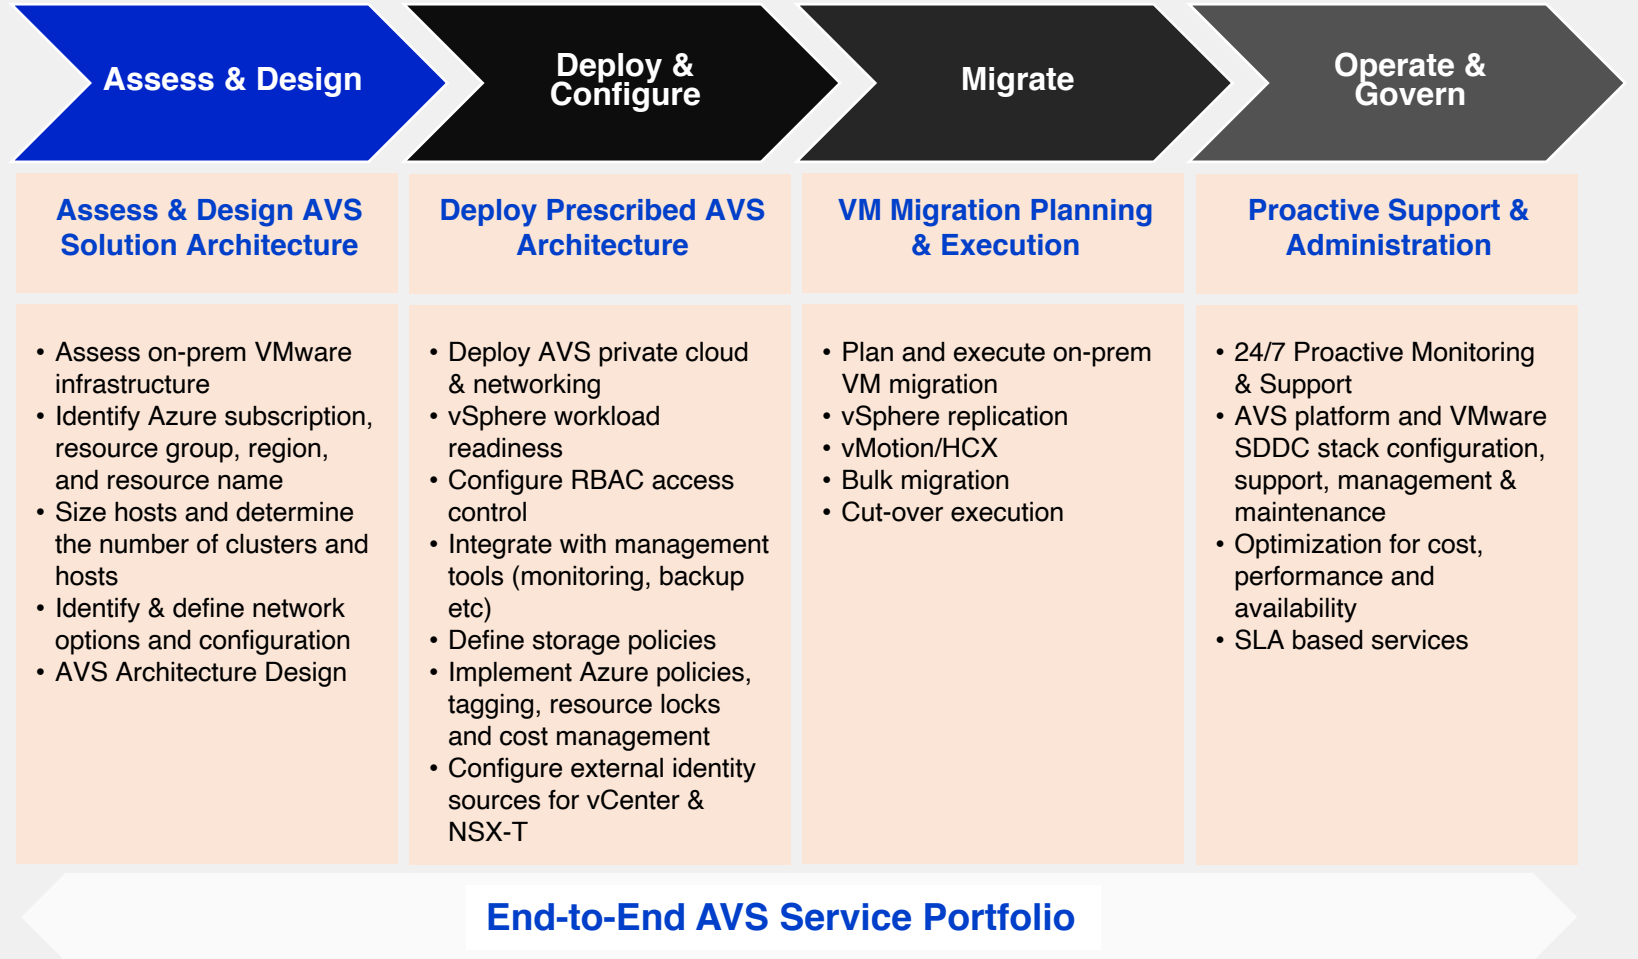 Assess & Design
Deploy &
Configure
Migrate
Operate &
Govern
Assess & Design AVS
Solution Architecture
Deploy Prescribed AVS
Architecture
VM Migration Planning
& Execution
Proactive Support &
Administration
• Assess on-prem VMware
infrastructure
• Identify Azure subscription,
resource group, region,
and resource name
• Size hosts and determine
the number of clusters and
hosts
• Identify & define network
options and configuration
• AVS Architecture Design
• Deploy AVS private cloud
& networking
• vSphere workload
readiness
• Configure RBAC access
control
• Integrate with management
tools (monitoring, backup
etc)
• Define storage policies
• Implement Azure policies,
tagging, resource locks
and cost management
• Configure external identity
sources for vCenter &
NSX-T
• Plan and execute on-prem
VM migration
• vSphere replication
• vMotion/HCX
• Bulk migration
• Cut-over execution
• 24/7 Proactive Monitoring
& Support
• AVS platform and VMware
SDDC stack configuration,
support, management &
maintenance
• Optimization for cost,
performance and
availability
• SLA based services
End-to-End AVS Service Portfolio